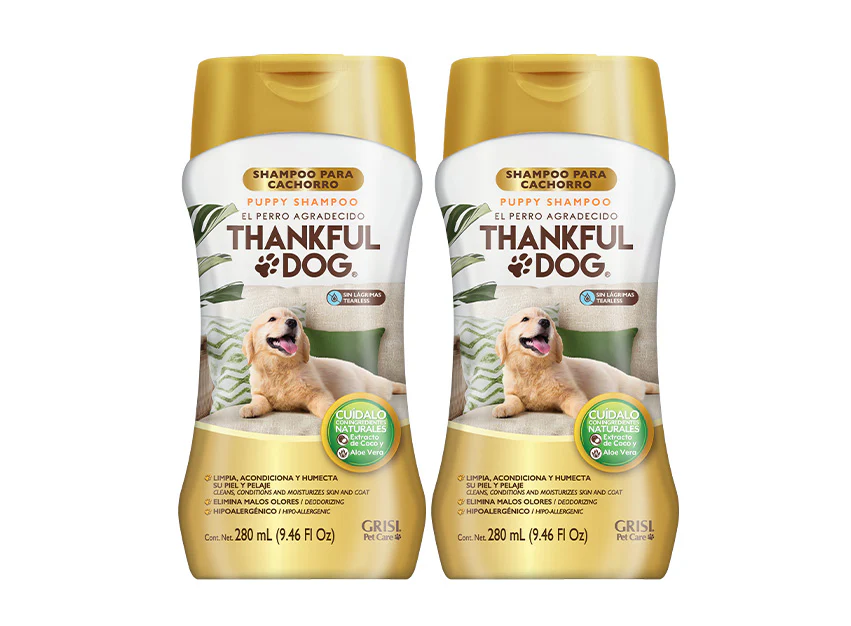 SHAMPOO PARA
CACHORRO
PUPPY SHAMPOO
EL PERRO AGRADECIDO
THANKFUL
DOG®
SIN LÁGRIMAS
TEARLESS
CUÍDALO
CON INGREDIENTES
NATURALES
Extracto
de Coco y
Aloe Vera
LIMPIA, ACONDICIONA Y HUMECTA
SU PIEL Y PELAJE
CLEANS, CONDITIONS AND MOISTURIZES SKIN AND COAT
ELIMINA MALOS OLORES / DEODORIZING
HIPOALERGÉNICO / HIPO-ALLERGENIC
Cont. Net. 280 mL (9.46 Fl Oz)
GRISI
Pet Care
SHAMPOO PARA
CACHORRO
PUPPY SHAMPOO
EL PERRO AGRADECIDO
THANKFUL
DOG®
SIN LÁGRIMAS
TEARLESS
CUÍDALO
CON INGREDIENTES
NATURALES
Extracto
de Coco y
Aloe Vera
LIMPIA, ACONDICIONA Y HUMECTA
SU PIEL Y PELAJE
CLEANS, CONDITIONS AND MOISTURIZES SKIN AND COAT
ELIMINA MALOS OLORES / DEODORIZING
HIPOALERGÉNICO / HIPO-ALLERGENIC
Cont. Net. 280 mL (9.46 Fl Oz)
GRISI
Pet Care